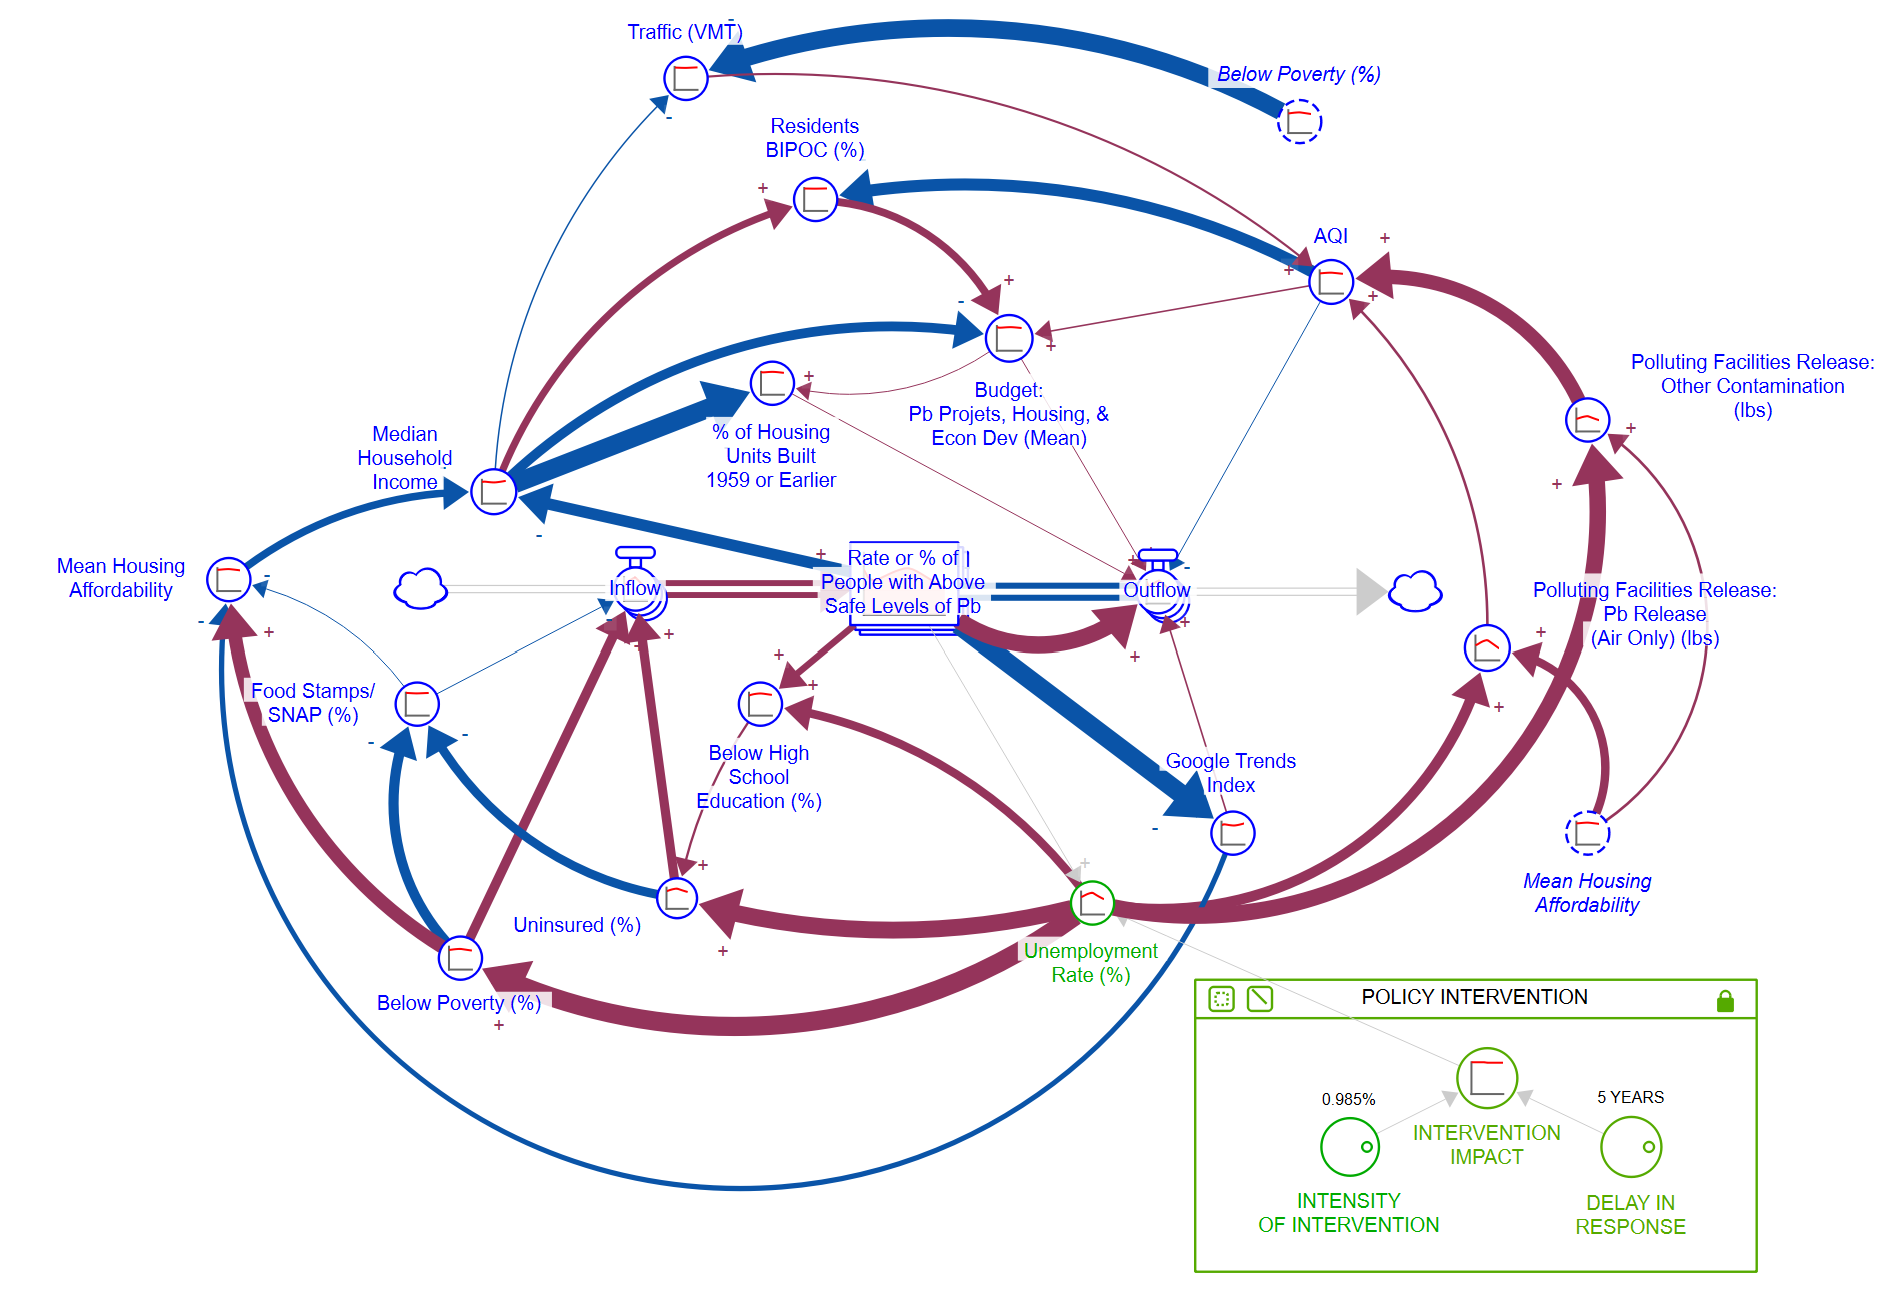 Traffic (VMT)
Below Poverty (%)
Residents
BIPOC (%)
AQI
Polluting Facilities Release:
Other Contamination
(lbs)
Budget:
Pb Projets, Housing, &
Econ Dev (Mean)
% of Housing
Units Built
1959 or Earlier
Median
Household
Income
Mean Housing
Affordability
Inflow
Rate or % of
People with Above
Safe Levels of Pb
Outflow
Polluting Facilities Release:
Pb Release
(Air Only) (lbs)
Food Stamps/
SNAP (%)
Below High
School
Education (%)
Google Trends
Index
Mean Housing
Affordability
Uninsured (%)
Unemployment
Rate (%)
Below Poverty (%)
POLICY INTERVENTION
0.985%
5 YEARS
INTERVENTION
IMPACT
INTENSITY
OF INTERVENTION
DELAY IN
RESPONSE